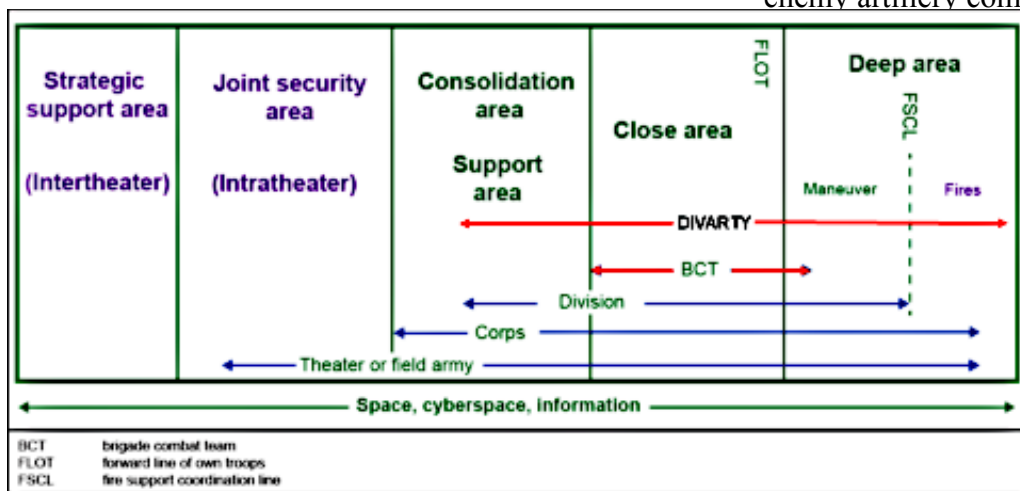 Strategic
support area
(Intertheater)
Joint security
area
(Intratheater)
Consolidation
area
Support
area
Close area
FLOT
Deep area
FSCL
Maneuver
Fires
DIVARTY
BCT
Division
Corps
Theater or field army
Space, cyberspace, information
BCT brigade combat team
FLOT forward line of own troops
FSCL fire support coordination line